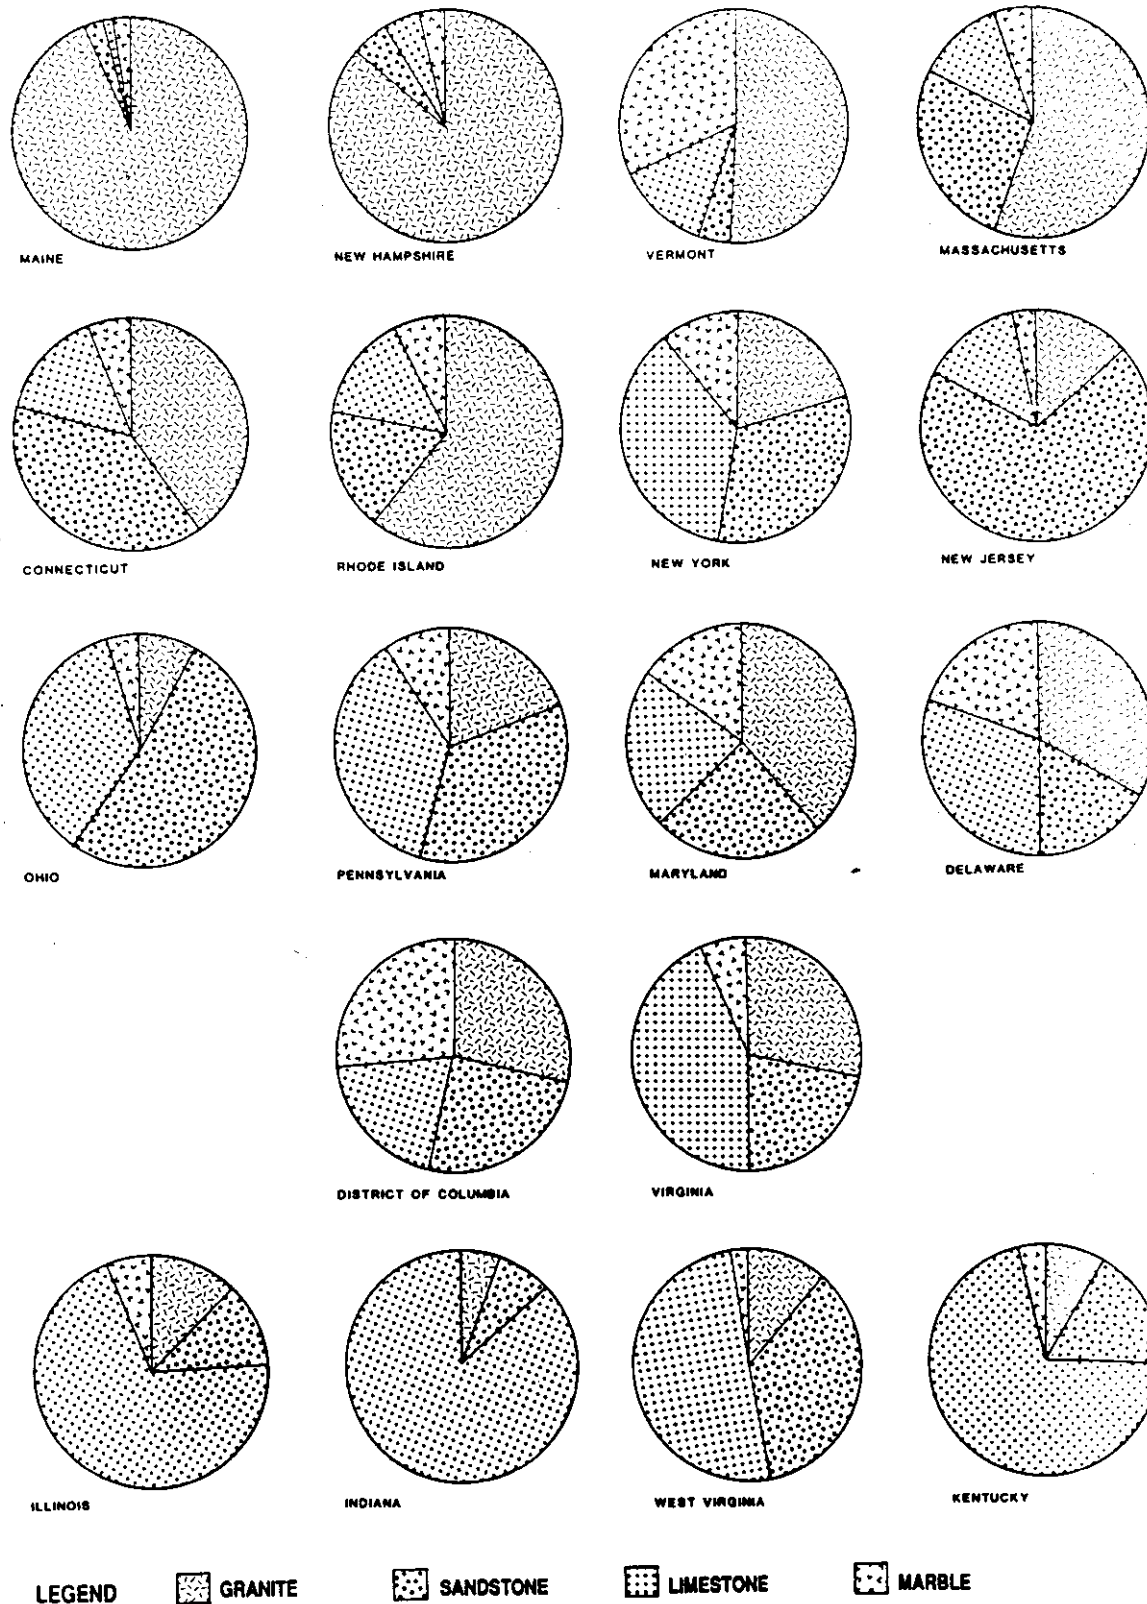 MAINE
NEW HAMPSHIRE
VERMONT
MASSACHUSETTS
CONNECTICUT
RHODE ISLAND
NEW YORK
NEW JERSEY
OHIO
PENNSYLVANIA
MARYLAND
DELAWARE
DISTRICT OF COLUMBIA
VIRGINIA
ILLINOIS
INDIANA
WEST VIRGINIA
KENTUCKY
LEGEND GRANITE SANDSTONE LIMESTONE MARBLE